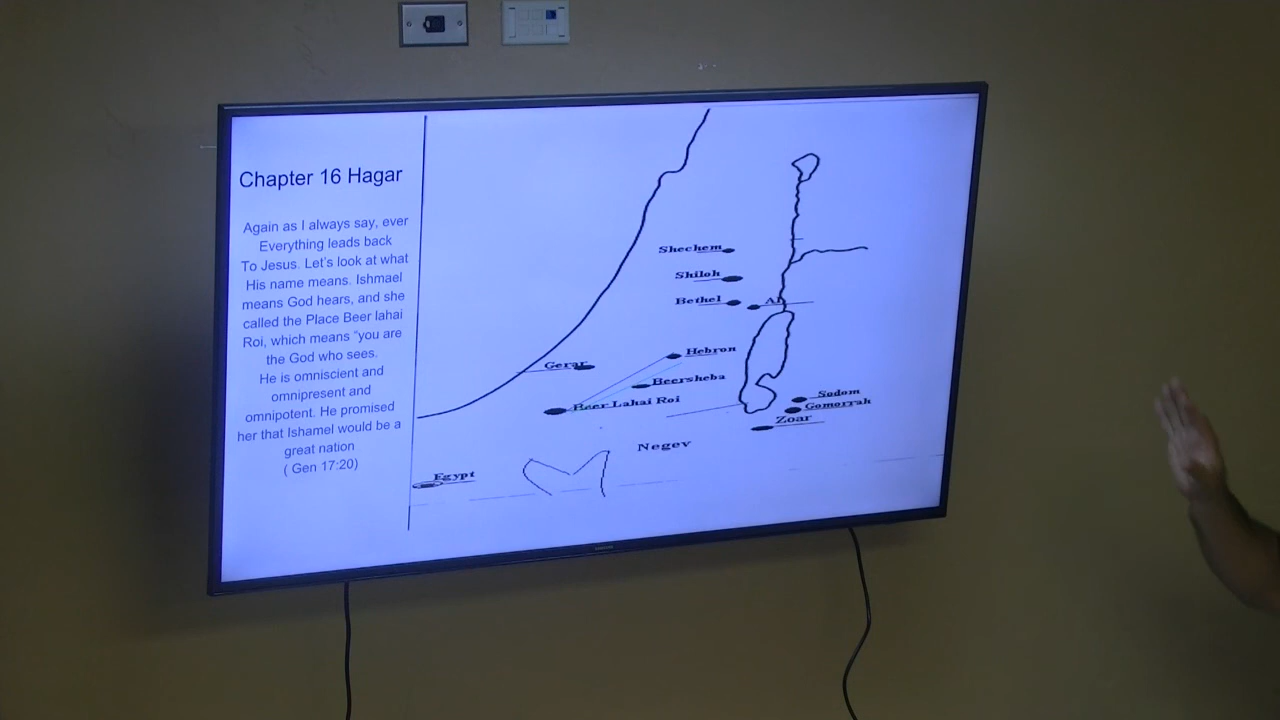 Chapter 16 Hagar
Again as I always say, ever
Everything leads back
To Jesus. Let's look at what
His name means. Ishmael
means God hears, and she
called the Place Beer lahai
Roi, which means “you are
the God who sees.
He is omniscient and
omnipresent and
omnipotent. He promised
her that Ishamel would be a
great nation
( Gen 17:20)
Shechem
Shiloh
Bethel
Ai
Hebron
Gerar
Beersheba
Beer Lahai Roi
Sodom
Gomorrah
Zoar
Negev
Egypt
SAMSUNG